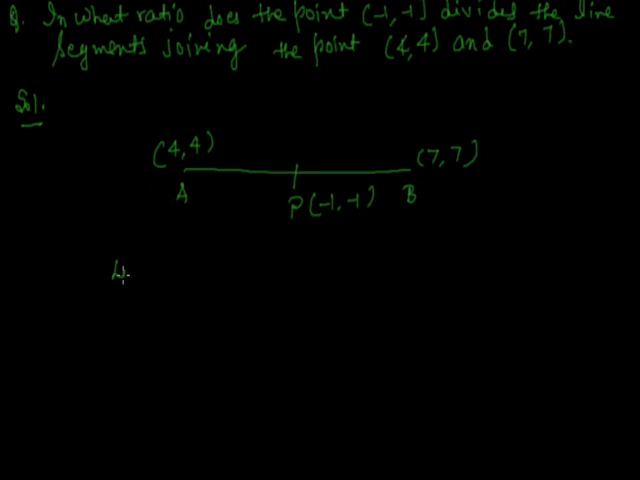 Q. In what ratio does the point (-1, -1) divides the line
segments joining the point (4, 4) and (7, 7).
Sol.
(4, 4) (7, 7)
A P(-1, -1) B